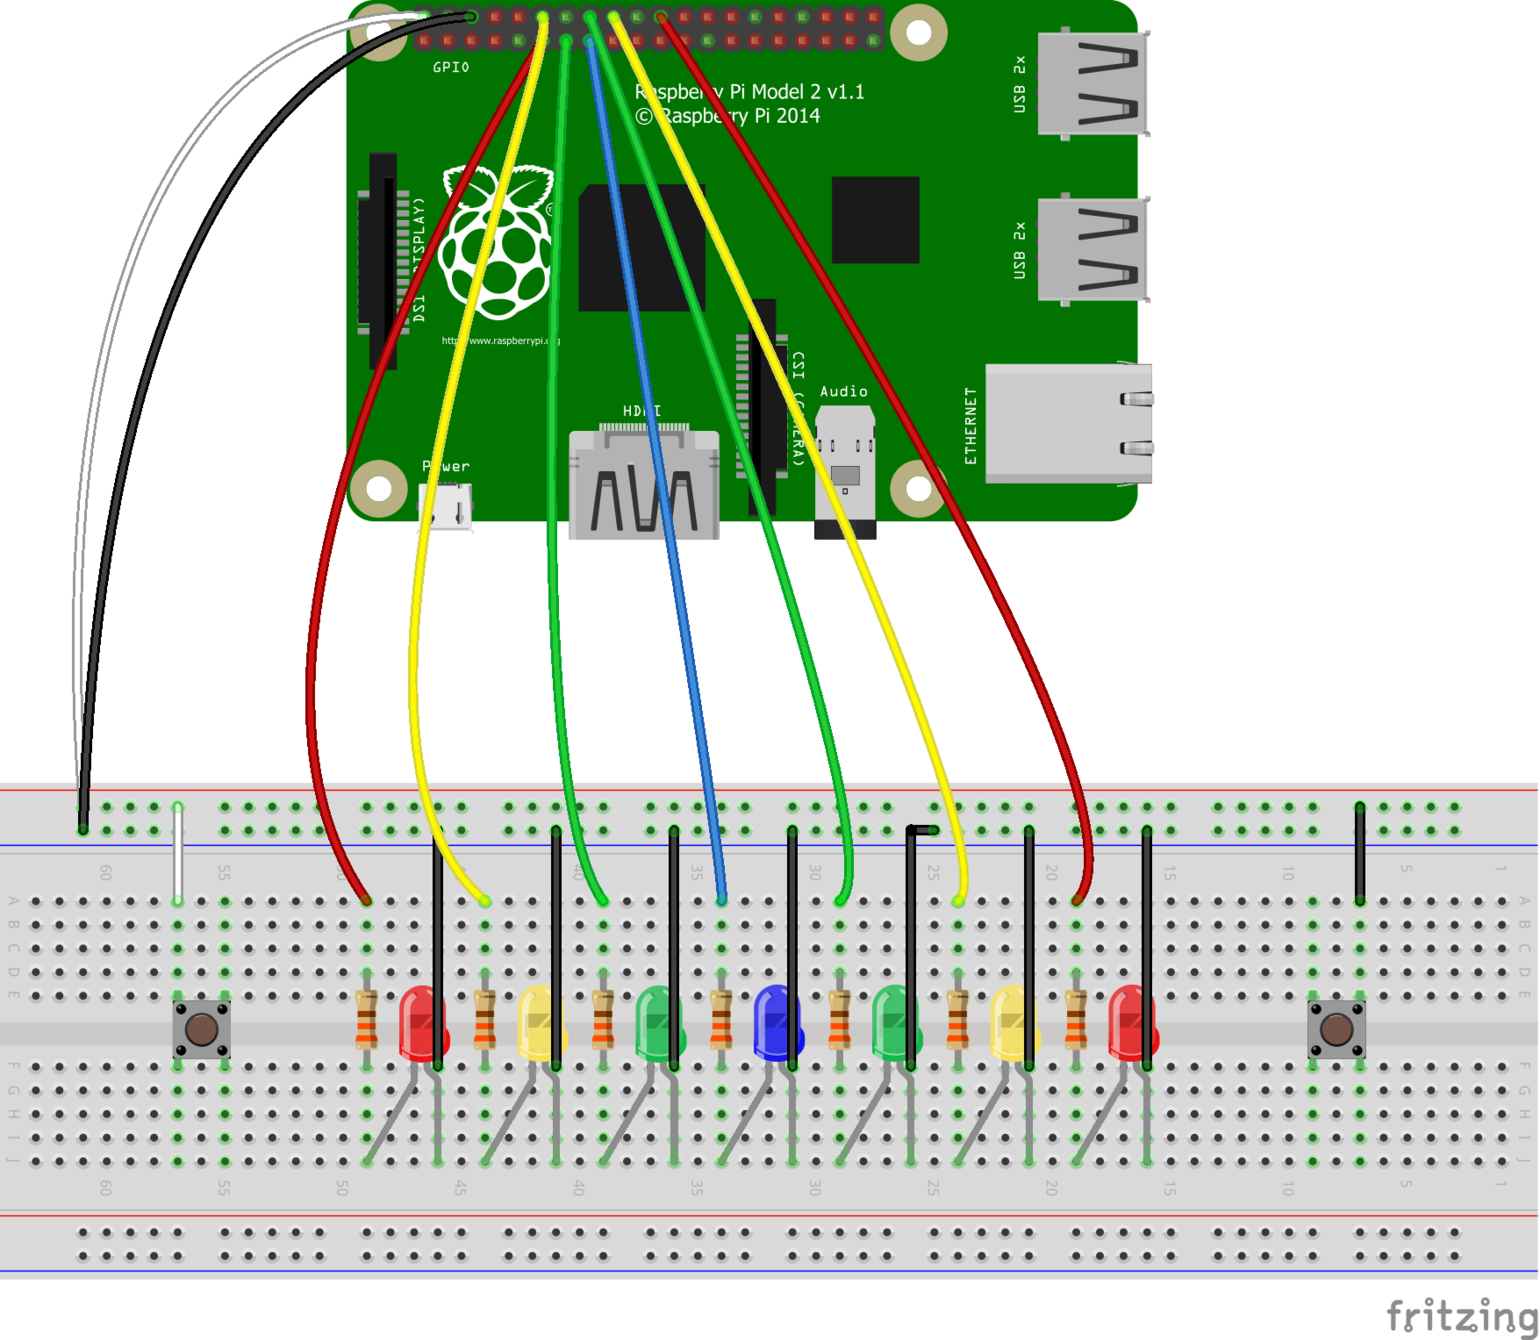 GPIO
Raspberry Pi Model 2 v1.1
© Raspberry Pi 2014
USB 2x
DSI (DISPLAY)
®
USB 2x
http://www.raspberrypi.org
CSI (CAMERA)
Audio
HDMI
ETHERNET
Power
60 55 50 45 40 35 30 25 20 15 10 5 1
A A
B B
C C
D D
E E
F F
G G
H H
I I
J J
60 55 50 45 40 35 30 25 20 15 10 5 1
fritzing